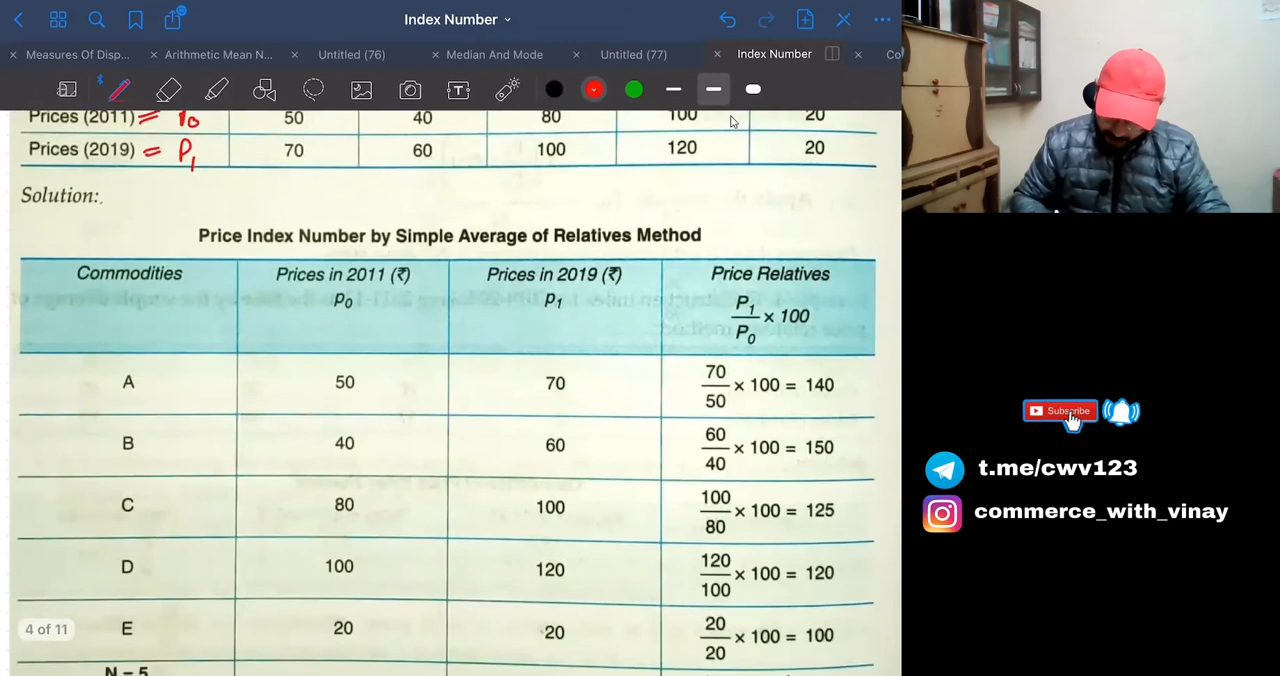 Index Number
Measures Of Disp...
Arithmetic Mean N...
Untitled (76)
Median And Mode
Untitled (77)
Index Number
Co
Prices (2011) = P0 50 40 80 100 20
Prices (2019) = P1 70 60 100 120 20
Solution:
Price Index Number by Simple Average of Relatives Method
Commodities Prices in 2011 (₹) Prices in 2019 (₹) Price Relatives
P0 P1 P1/P0 × 100
A 50 70 70/50 × 100 = 140
B 40 60 60/40 × 100 = 150
C 80 100 100/80 × 100 = 125
D 100 120 120/100 × 100 = 120
E 20 20 20/20 × 100 = 100
N = 5
4 of 11
Subscribe
t.me/cwv123
commerce_with_vinay